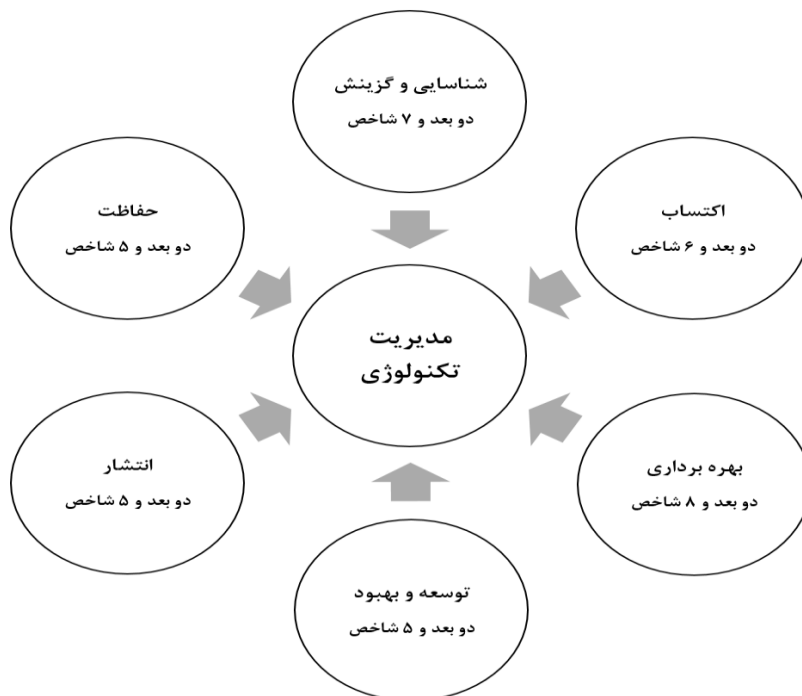 شناسایی و گزینش
دو بعد و ۷ شاخص
اکتساب
دو بعد و ۶ شاخص
حفاظت
دو بعد و ۵ شاخص
مدیریت
تکنولوژی
بهره برداری
دو بعد و ۸ شاخص
انتشار
دو بعد و ۵ شاخص
توسعه و بهبود
دو بعد و ۵ شاخص